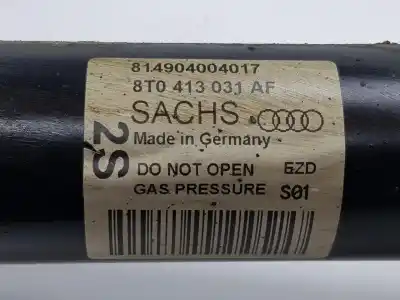 814904004017
8T0 413 031 AF
SACHS
Made in Germany
2S
DO NOT OPEN EZD
GAS PRESSURE S01